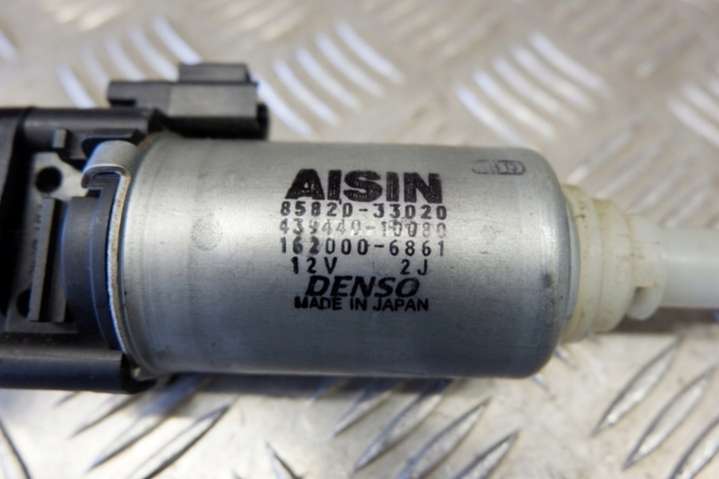 AISIN
85820-33020
439440-10080
162000-6861
12V 2J
DENSO
MADE IN JAPAN